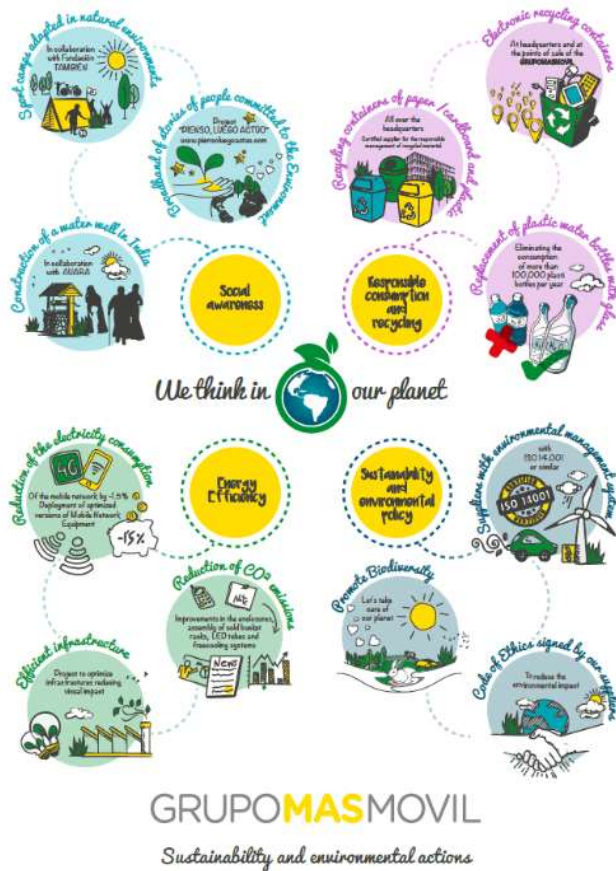 Sport camps adapted in natural environments
In collaboration
with Fundación
TAMBIÉN
Broadband of stories of people committed to the Environment
Project
"PIENSO, LUEGO ACTÚO"
www.piensoluegoactuo.com
Construction of a water well in India
In collaboration
with AUARA
Social
awareness
Electronic recycling containers
At headquarters and at
the points of sale of the
GRUPOMASMOVIL
Recycling containers of paper/cardboard and plastic
All over the
headquarters
Certified supplier for the responsible
management of recycled material
Replacement of plastic water bottles with glass
Eliminating the
consumption
of more than
100,000 plastic
bottles per year
Responsible
consumption
and
recycling
We think in our planet
Reduction of the electricity consumption
4G
Of the mobile network by -1,5%
Deployment of optimized
versions of Mobile Network
Equipment
-15%
Energy
Efficiency
Reduction of CO² emissions
Improvements in the enclosures,
assembly of cold
racks, LED tubes and
freecooling systems
News
Efficient infrastructure
Project to optimize
infrastructures reducing
visual impact
Sustainability
and
environmental
policy
Suppliers with environmental management systems
with
ISO 14.001
or similar
ISO 14001
CERTIFIED
Promote Biodiversity
Let's take
care of
our planet
Code of Ethics signed by our suppliers
To reduce the
environmental impact
GRUPOMASMOVIL
Sustainability and environmental actions